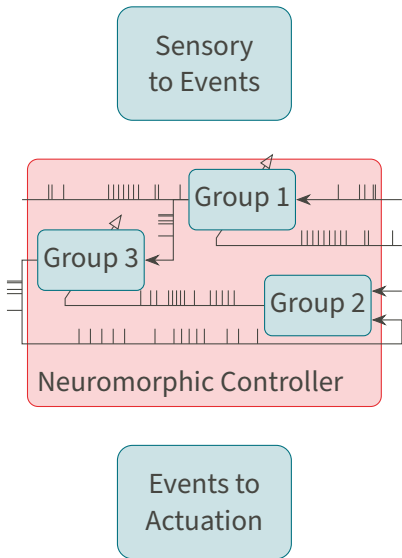 Sensory
to Events
Group 1
Group 3
Group 2
Neuromorphic Controller
Events to
Actuation